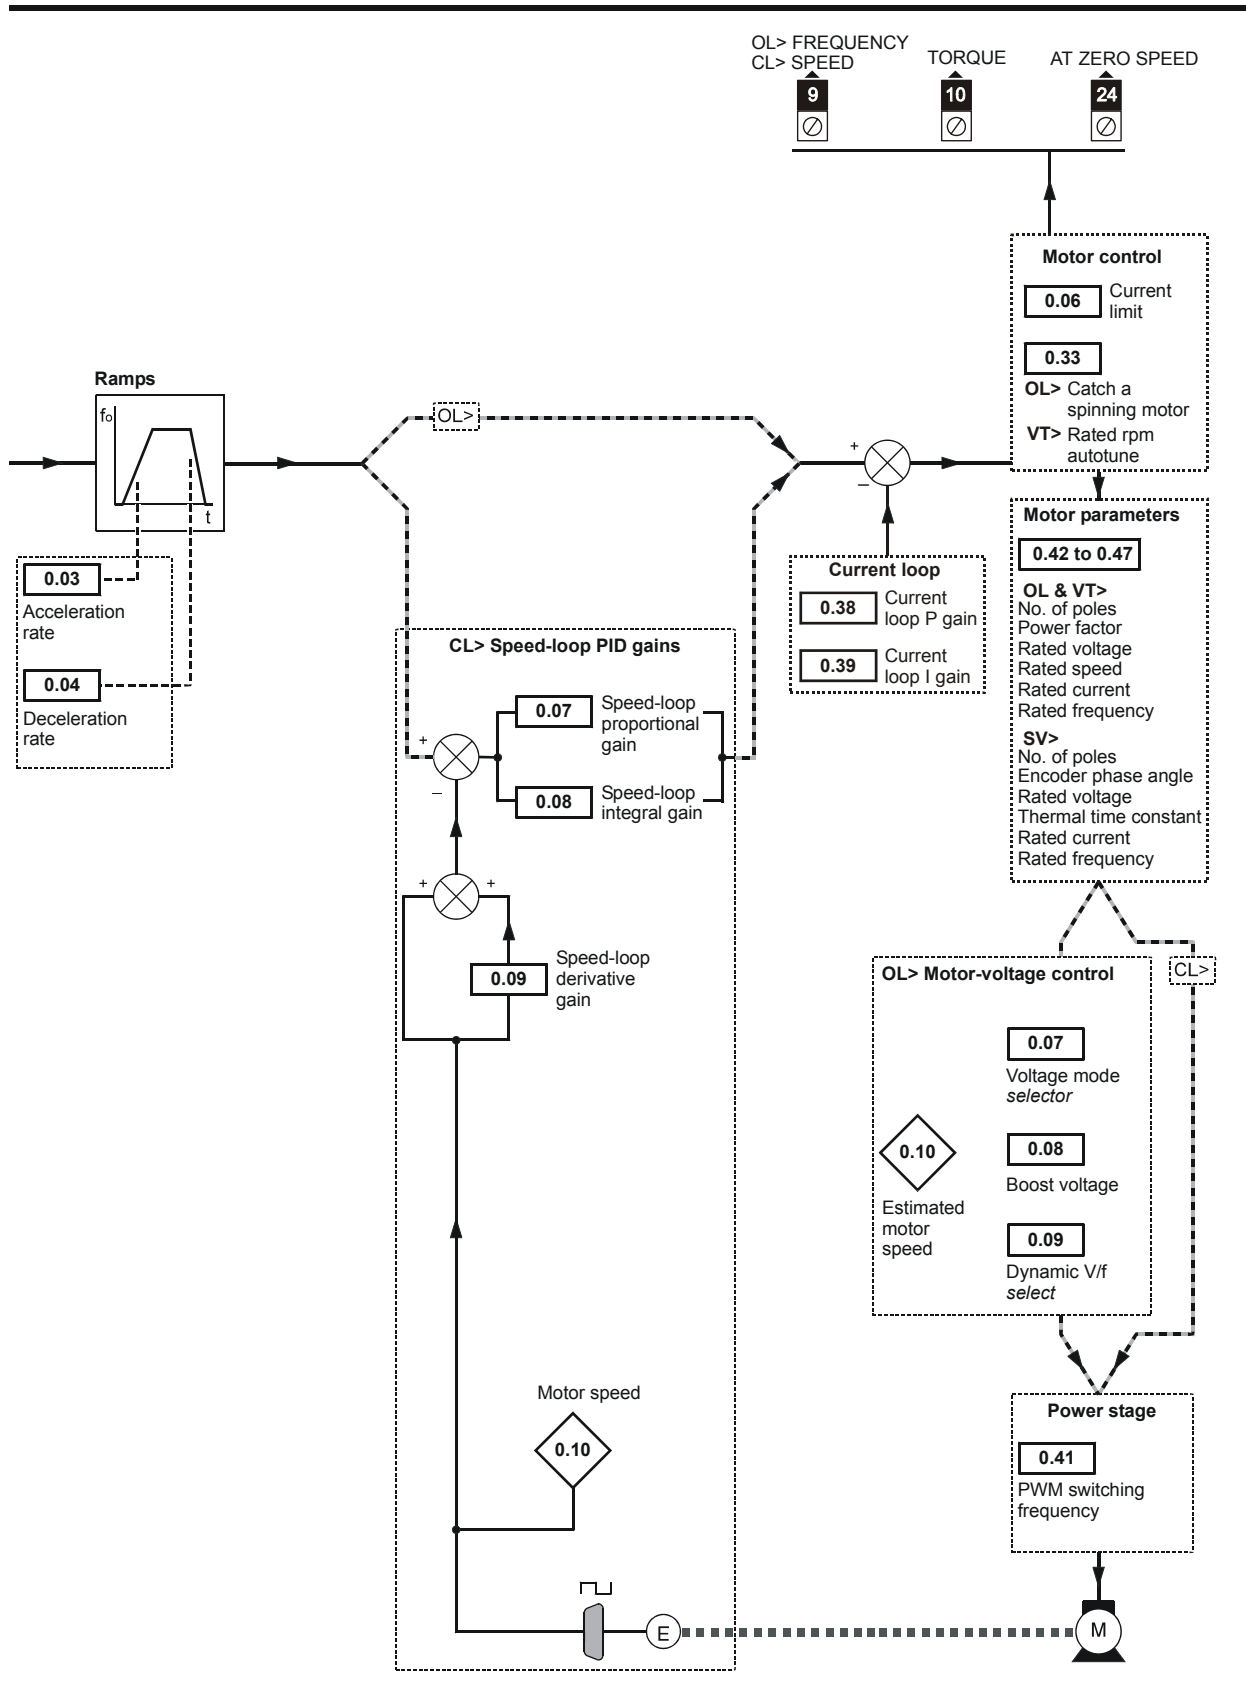 OL> FREQUENCY
CL> SPEED
TORQUE
AT ZERO SPEED
9
10
24
Motor control
0.06
Current
limit
0.33
OL> Catch a
spinning motor
VT> Rated rpm
autotune
Ramps
fo
t
OL>
+
–
0.03
Acceleration
rate
0.04
Deceleration
rate
Current loop
0.38
Current
loop P gain
0.39
Current
loop I gain
Motor parameters
0.42 to 0.47
OL & VT>
No. of poles
Power factor
Rated voltage
Rated speed
Rated current
Rated frequency
SV>
No. of poles
Encoder phase angle
Rated voltage
Thermal time constant
Rated current
Rated frequency
CL> Speed-loop PID gains
0.07
Speed-loop
proportional
gain
+
–
0.08
Speed-loop
integral gain
+
+
0.09
Speed-loop
derivative
gain
OL> Motor-voltage control
CL>
0.07
Voltage mode
selector
0.10
Estimated
motor
speed
0.08
Boost voltage
0.09
Dynamic V/f
select
Motor speed
0.10
Power stage
0.41
PWM switching
frequency
E
M